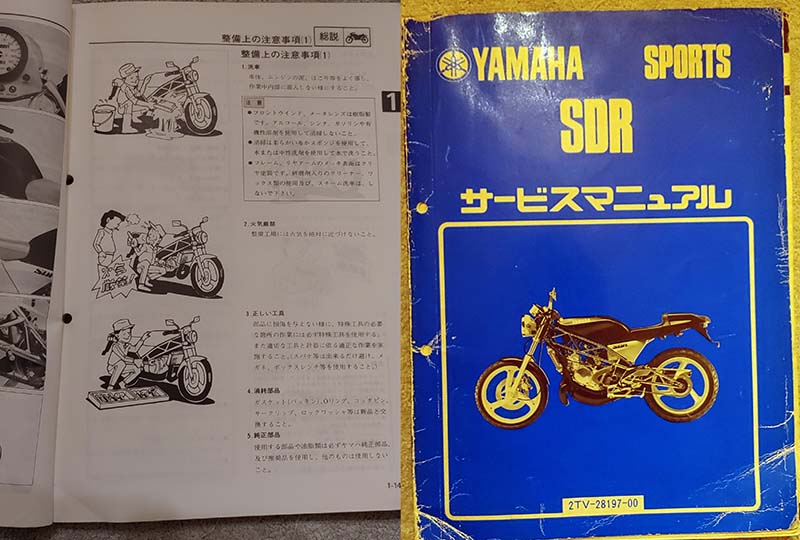 整備上の注意事項(1)
総説
整備上の注意事項(1)
1. 洗車
車体、エンジンの泥、ほこり等をよく落し、
作業中内部に混入しない様にすること。
注意
●フロントウインド、メータレンズは樹脂製
です。アルコール、シンナ、ガソリンや有
機性溶剤を使用して清掃しないこと。
●清掃は柔らかい布かスポンジを使用して、
水または中性洗剤を使用して水で洗うこと。
●フレーム、リヤアームのメッキ表面はクリ
ヤ塗装です。研磨剤入りのクリーナー、ワ
ックス類の使用及び、スチーム洗車は、し
ないで下さい。
1
2. 火気厳禁
整備工場には火気を絶対に近づけないこと。
火気
厳禁!
3. 正しい工具
部品に損傷を与えない様に、特殊工具の必要
な箇所の作業には必ず特殊工具を使用する。
また適切な工具と計器に依る適正な作業を実
施すること。(スパナ等は出来るだけ避け、メ
ガネ、ボックスレンチ等を使用すること)
4. 消耗部品
ガスケット(パッキン)、Oリング、コッタピン、
サークリップ、ロックワッシャ等は新品と交
換すること。
5. 純正部品
使用する部品や油脂類は必ずヤマハ純正部品、
及び推奨品を使用し、他のものは使用しない
こと。
1-14
YAMAHA SPORTS
SDR
サービスマニュアル
2TV-28197-00